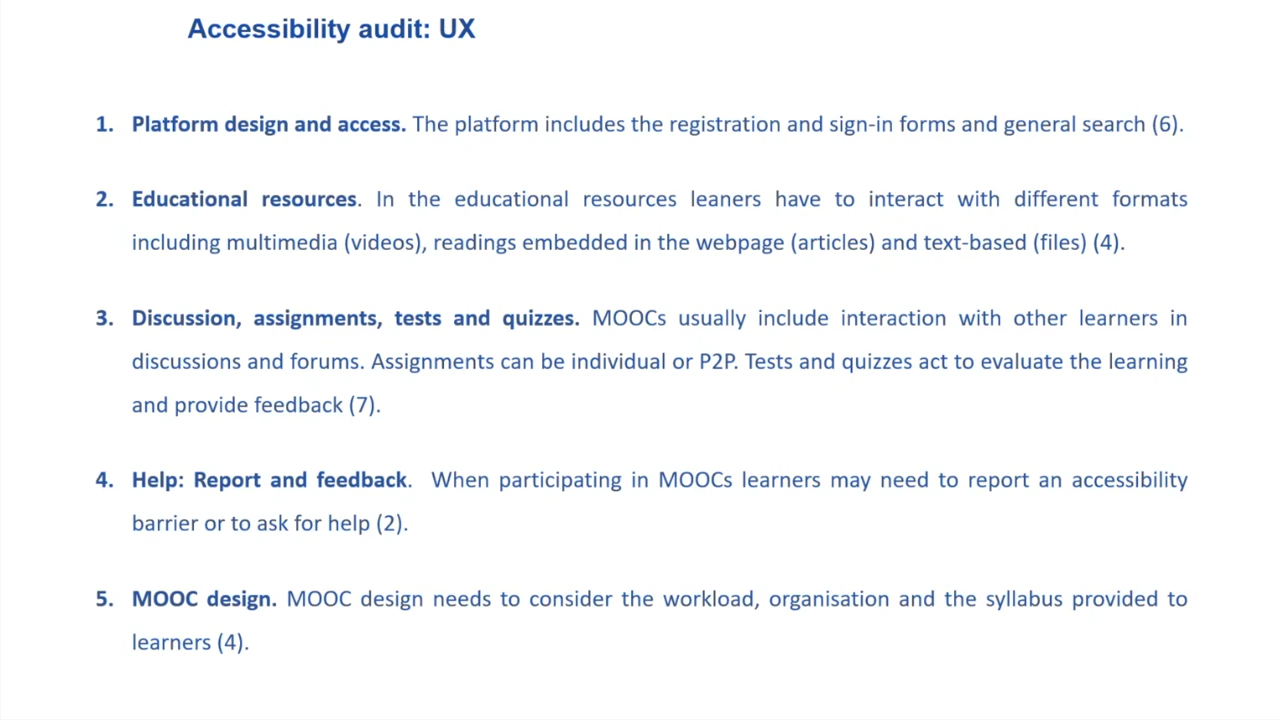 Accessibility audit: UX
1. Platform design and access. The platform includes the registration and sign-in forms and general search (6).
2. Educational resources. In the educational resources leaners have to interact with different formats
including multimedia (videos), readings embedded in the webpage (articles) and text-based (files) (4).
3. Discussion, assignments, tests and quizzes. MOOCs usually include interaction with other learners in
discussions and forums. Assignments can be individual or P2P. Tests and quizzes act to evaluate the learning
and provide feedback (7).
4. Help: Report and feedback. When participating in MOOCs learners may need to report an accessibility
barrier or to ask for help (2).
5. MOOC design. MOOC design needs to consider the workload, organisation and the syllabus provided to
learners (4).